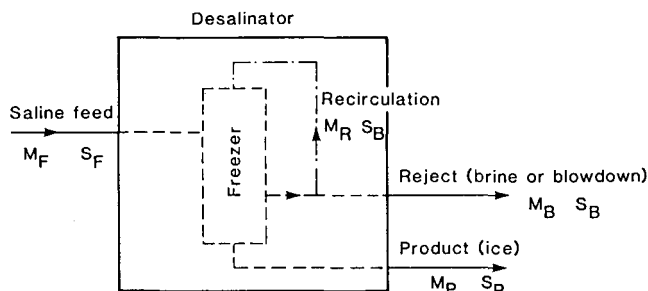 Desalinator
Saline feed
M_F S_F
Freezer
Recirculation
M_R S_B
Reject (brine or blowdown)
M_B S_B
Product (ice)
M_P S_P